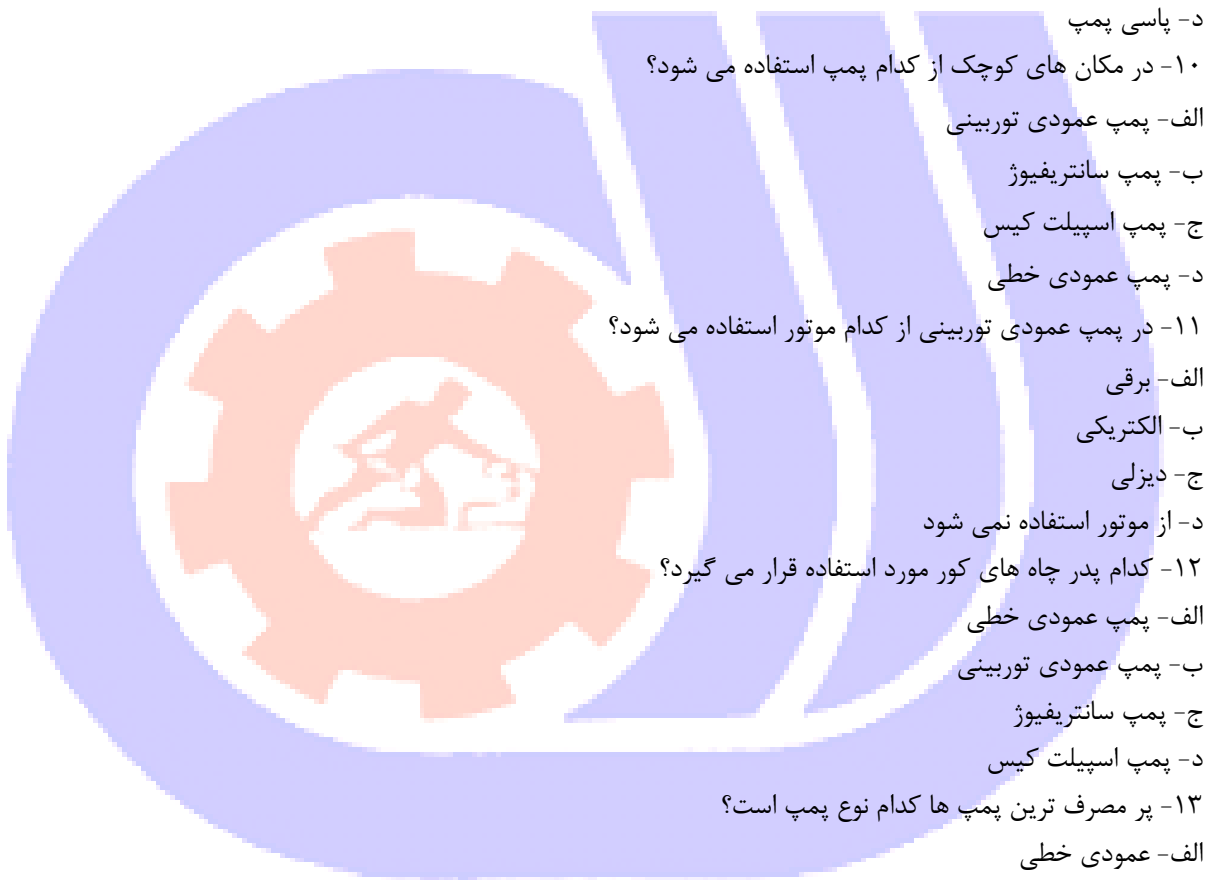 د- پاسی پمپ
۱۰- در مکان های کوچک از کدام پمپ استفاده می شود؟
الف- پمپ عمودی توربینی
ب- پمپ سانتریفیوژ
ج- پمپ اسپیلت کیس
د- پمپ عمودی خطی
۱۱- در پمپ عمودی توربینی از کدام موتور استفاده می شود؟
الف- برقی
ب- الکتریکی
ج- دیزلی
د- از موتور استفاده نمی شود
۱۲- کدام پدر چاه های کور مورد استفاده قرار می گیرد؟
الف- پمپ عمودی خطی
ب- پمپ عمودی توربینی
ج- پمپ سانتریفیوژ
د- پمپ اسپیلت کیس
۱۳- پر مصرف ترین پمپ ها کدام نوع پمپ است؟
الف- عمودی خطی